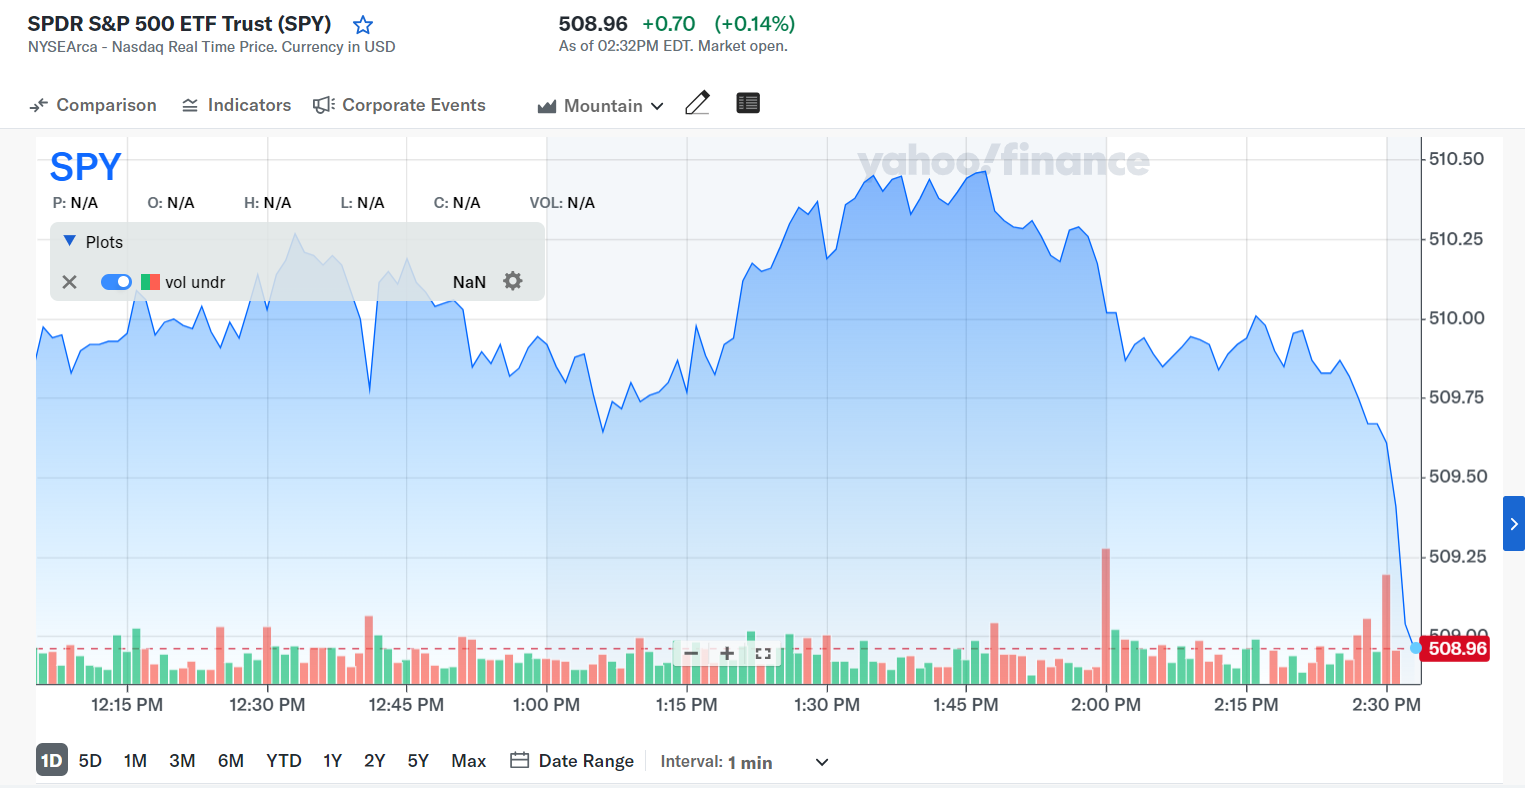 SPDR S&P 500 ETF Trust (SPY)
508.96 +0.70 (+0.14%)
NYSEArca - Nasdaq Real Time Price. Currency in USD
As of 02:32PM EDT. Market open.
Comparison Indicators Corporate Events Mountain
SPY
yahoo!finance
P: N/A O: N/A H: N/A L: N/A C: N/A VOL: N/A
Plots
vol undr NaN
510.50
510.25
510.00
509.75
509.50
509.25
509.00
508.96
12:15 PM 12:30 PM 12:45 PM 1:00 PM 1:15 PM 1:30 PM 1:45 PM 2:00 PM 2:15 PM 2:30 PM
1D 5D 1M 3M 6M YTD 1Y 2Y 5Y Max Date Range Interval: 1 min